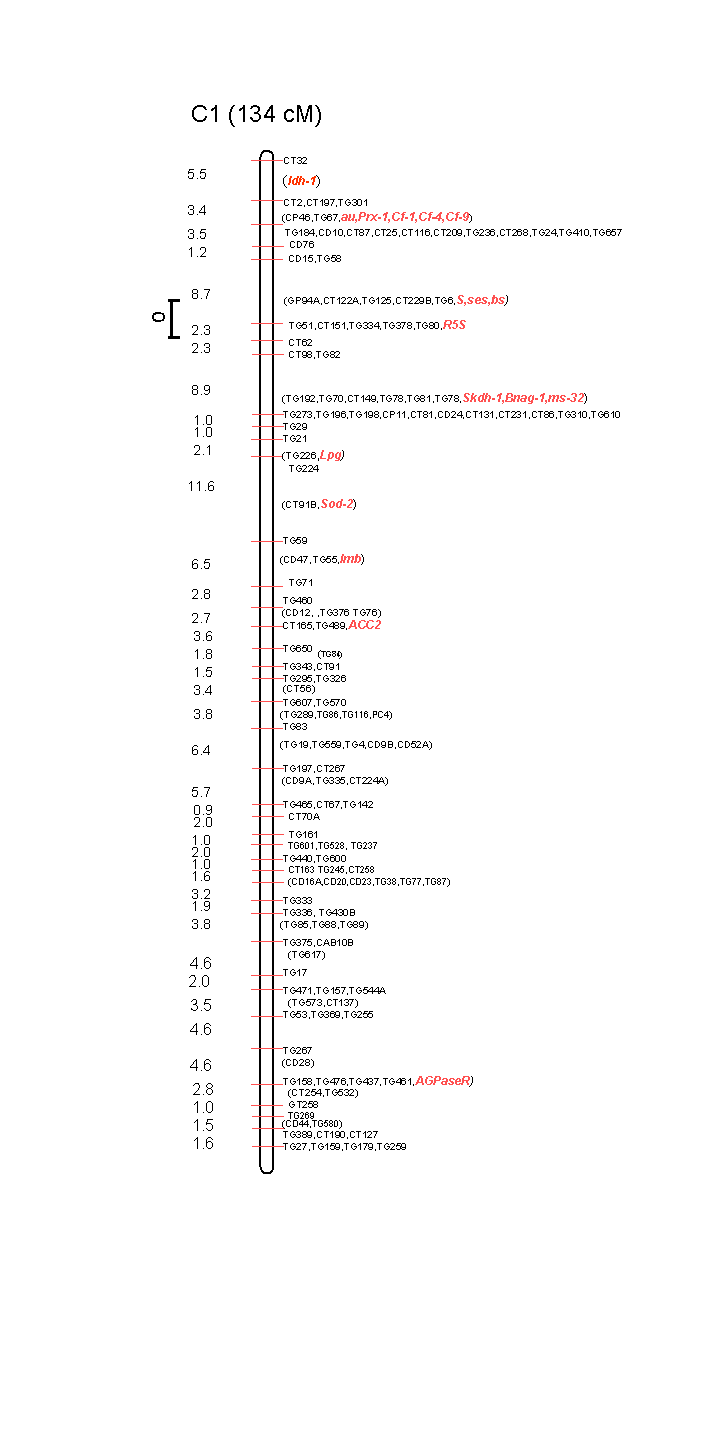 C1 (134 cM)
CT32
5.5
(Idh-1)
CT2,CT197,TG301
3.4
(CP46,TG67,au,Prx-1,Cf-1,Cf-4,Cf-9)
3.5
TG184,CD10,CT87,CT25,CT116,CT209,TG236,CT268,TG24,TG410,TG657
CD76
1.2
CD15,TG58
8.7
(GP94A,CT122A,TG125,CT229B,TG6,S,ses,bs)
O
TG51,CT151,TG334,TG378,TG80,R5S
2.3
CT62
2.3
CT98,TG82
8.9
(TG192,TG70,CT149,TG78,TG81,TG78,Skdh-1,Bnag-1,ms-32)
TG273,TG196,TG198,CP11,CT81,CD24,CT131,CT231,CT86,TG310,TG610
1.0
TG29
1.0
TG21
2.1
(TG226,Lpg)
TG224
11.6
(CT91B,Sod-2)
TG59
(CD47,TG55,imb)
6.5
TG71
2.8
TG460
(CD12, ,TG376 TG76)
2.7
CT165,TG489,ACC2
3.6
TG650
(TG84)
1.8
TG343,CT91
1.5
TG295,TG326
3.4
(CT56)
TG607,TG570
3.8
(TG289,TG86,TG116,PC4)
TG83
6.4
(TG19,TG559,TG4,CD9B,CD52A)
TG197,CT267
(CD9A,TG335,CT224A)
5.7
TG465,CT67,TG142
0.9
CT70A
2.0
TG161
1.0
TG601,TG528, TG237
2.0
TG440,TG600
1.0
CT163 TG245,CT258
1.6
(CD16A,CD20,CD23,TG38,TG77,TG87)
3.2
TG333
1.9
TG336, TG430B
3.8
(TG85,TG88,TG89)
TG375,CAB10B
(TG617)
4.6
TG17
2.0
TG471,TG157,TG544A
3.5
(TG573,CT137)
TG53,TG369,TG255
4.6
TG267
4.6
(CD28)
TG158,TG476,TG437,TG461,AGPaseR)
2.8
(CT254,TG532)
1.0
GT258
TG269
1.5
(CD44,TG580)
TG389,CT190,CT127
1.6
TG27,TG159,TG179,TG259